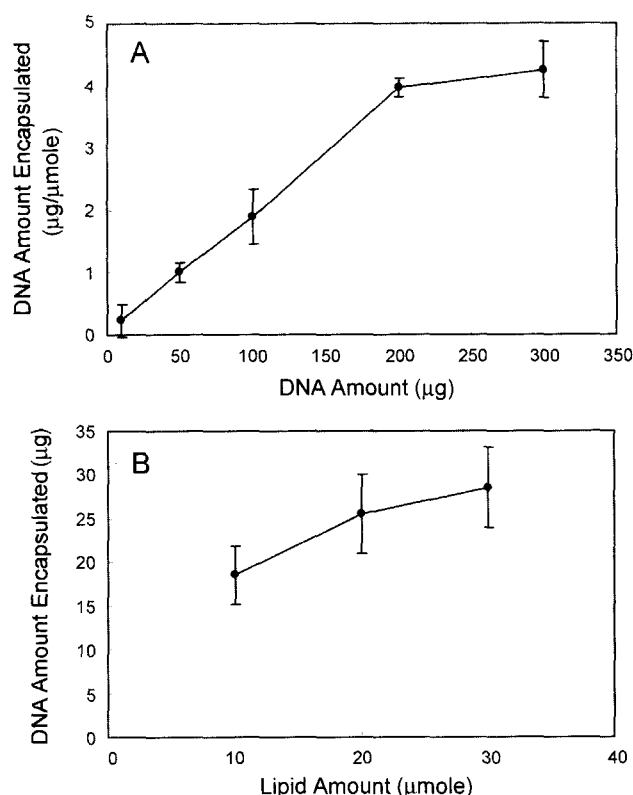 A
DNA Amount Encapsulated
(μg/μmole)
5
4
3
2
1
0
0 50 100 150 200 250 300 350
DNA Amount (μg)
B
DNA Amount Encapsulated (μg)
35
30
25
20
15
10
5
0
0 10 20 30 40
Lipid Amount (μmole)